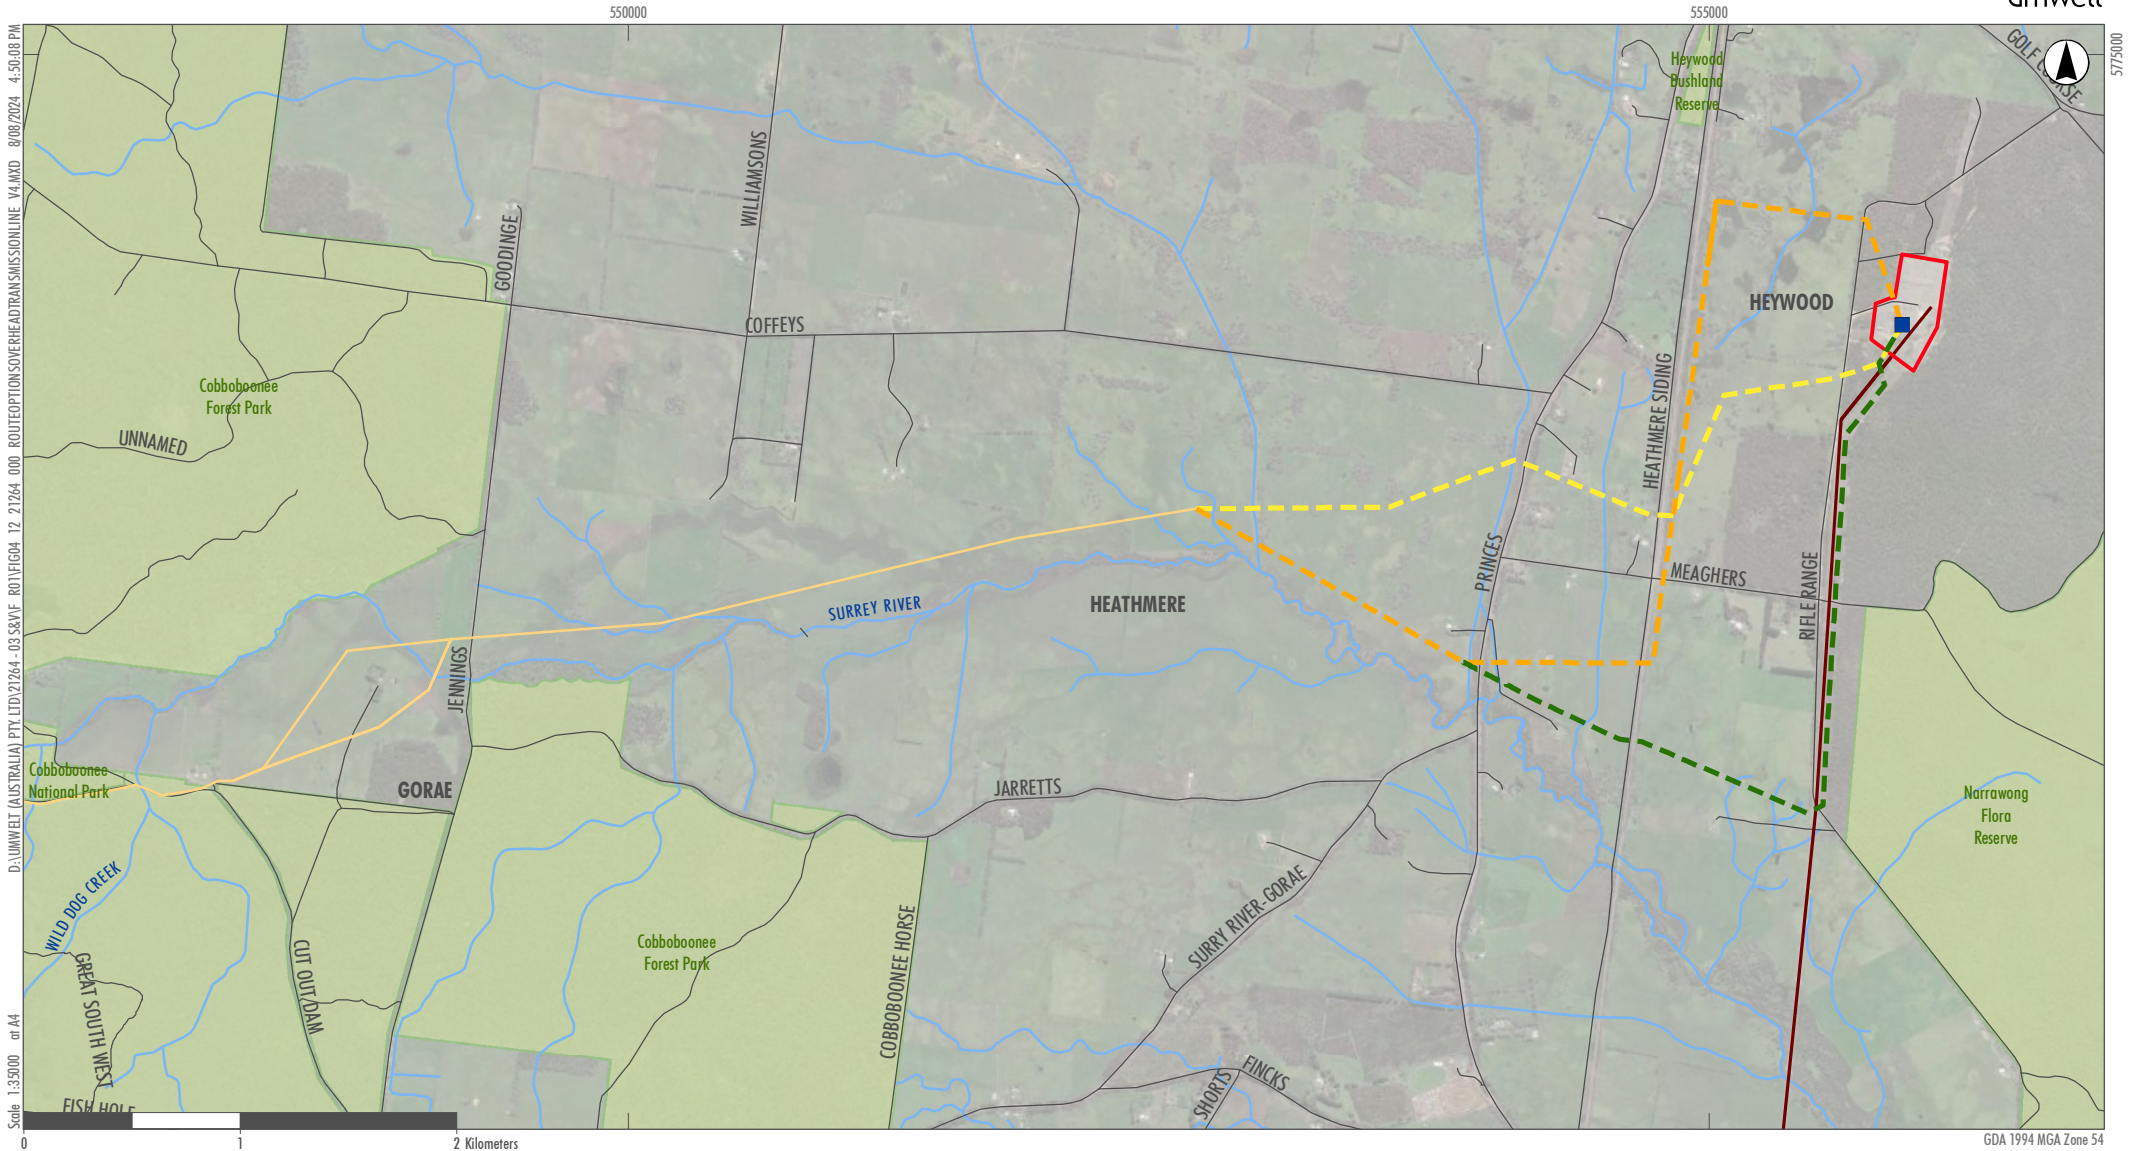 550000
555000
5775000
Heywood
Bushland
Reserve
WILLIAMSONS
GOODINGE
COFFEYS
HEYWOOD
HEATHMERE SIDING
Cobboboonee
Forest Park
UNNAMED
PRINCES
MEAGHERS
RIFLE RANGE
SURREY RIVER
HEATHMERE
JENNINGS
GORAE
Cobboboonee
National Park
JARRETTS
Narrawong
Flora
Reserve
WILD DOG CREEK
SURRY RIVER-GORAE
GREAT SOUTH WEST
CUT OUT DAM
Cobboboonee
Forest Park
COBBOBOONEE HORSE
FINCKS
SHORTS
FISH HOLE
0
1
2 Kilometers
GDA 1994 MGA Zone 54
Scale 1:35000 at A4